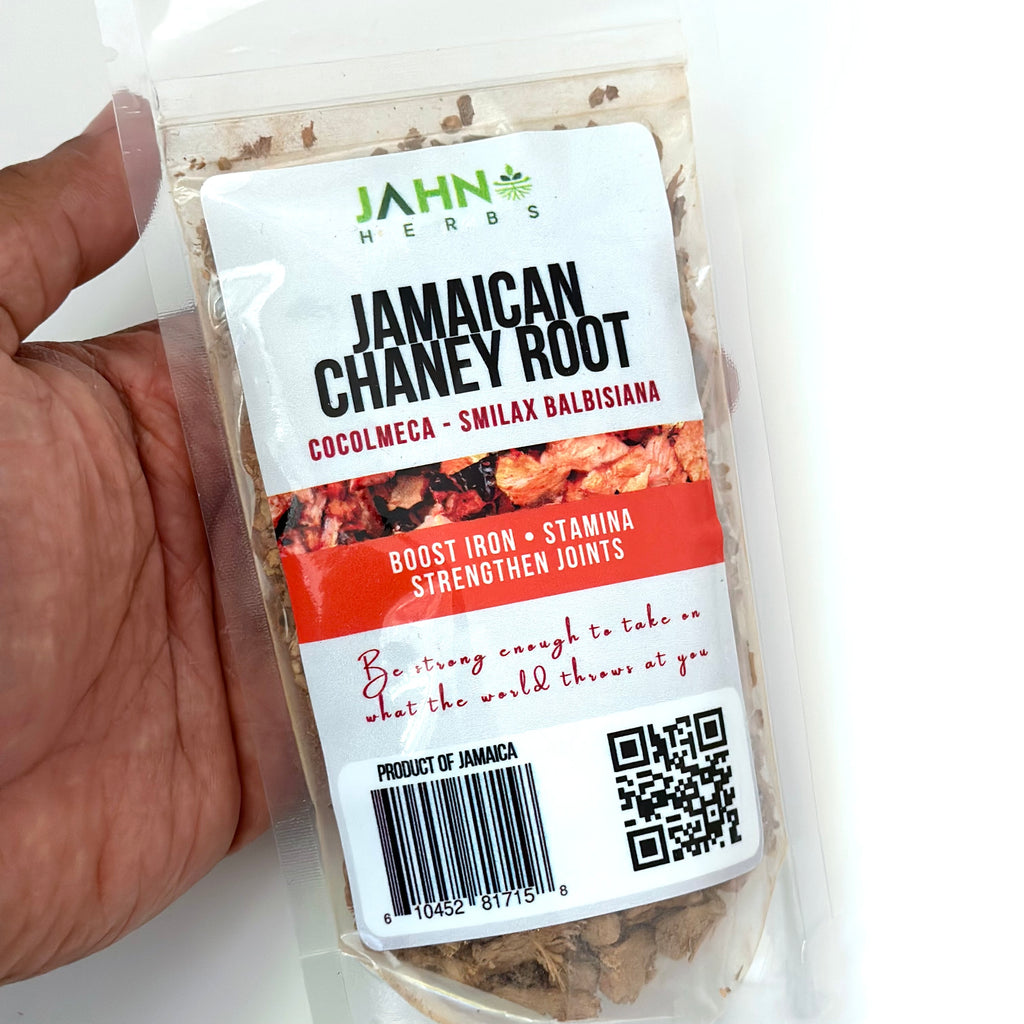 JAHN
HERBS
JAMAICAN
CHANEY ROOT
COCOLMECA - SMILAX BALBISIANA
BOOST IRON • STAMINA
STRENGTHEN JOINTS
Be strong enough to take on
what the world throws at you
PRODUCT OF JAMAICA
6 10452 81715 8